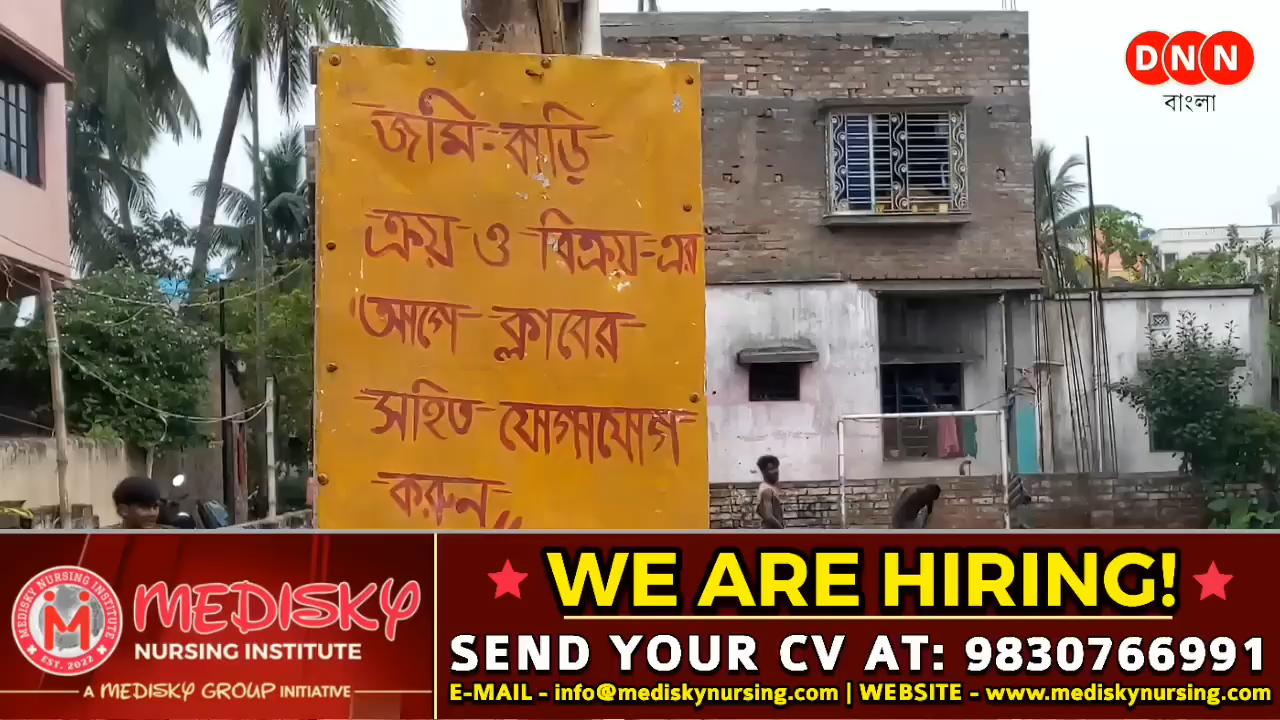 DNN
বাংলা
জমি-বাড়ি
ক্রয় ও বিক্রয়-এর
"আগে ক্লাবের
সহিত যোগাযোগ
করুন"
MEDISKY NURSING INSTITUTE
M
EST. 2022
MEDISKY
NURSING INSTITUTE
A MEDISKY GROUP INITIATIVE
WE ARE HIRING!
SEND YOUR CV AT: 9830766991
E-MAIL - info@mediskynursing.com | WEBSITE - www.mediskynursing.com